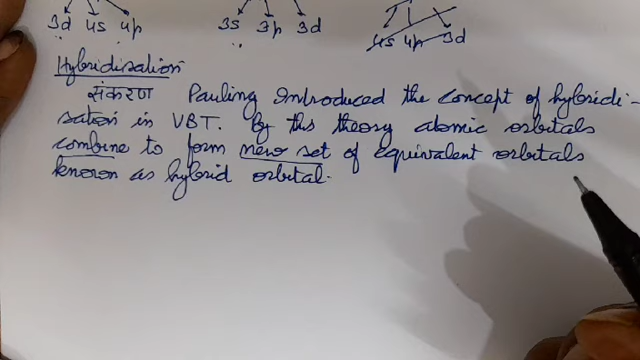 3d 4s 4p 3s 3p 3d 4s 4p 3d
Hybridization
संकरण Pauling Introduced the concept of hybridi-
sation in VBT. By this theory atomic orbitals
combine to form new set of equivalent orbitals
known as hybrid orbital.